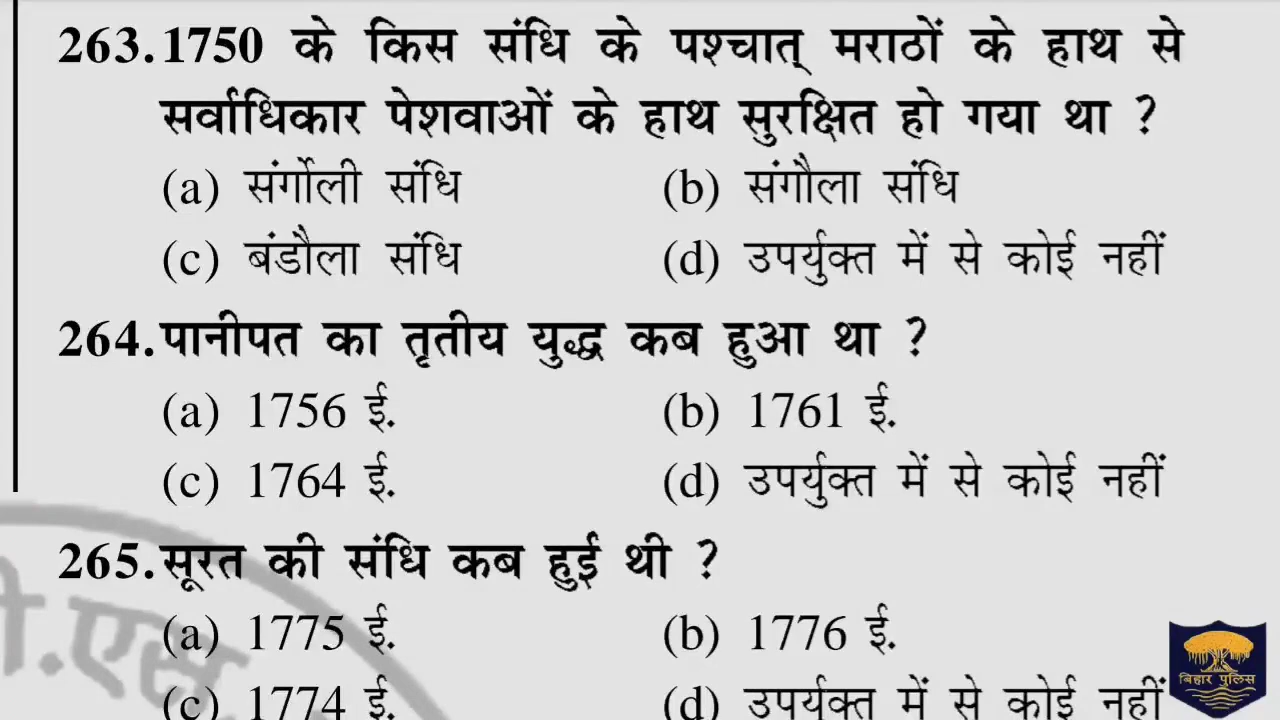 263. 1750 के किस संधि के पश्चात् मराठों के हाथ से
सर्वाधिकार पेशवाओं के हाथ सुरक्षित हो गया था ?
(a) संर्गोली संधि (b) संगौला संधि
(c) बंडौला संधि (d) उपर्युक्त में से कोई नहीं
264. पानीपत का तृतीय युद्ध कब हुआ था ?
(a) 1756 ई. (b) 1761 ई.
(c) 1764 ई. (d) उपर्युक्त में से कोई नहीं
265. सूरत की संधि कब हुई थी ?
(a) 1775 ई. (b) 1776 ई.
(c) 1774 ई. (d) उपर्युक्त में से कोई नहीं
बिहार पुलिस